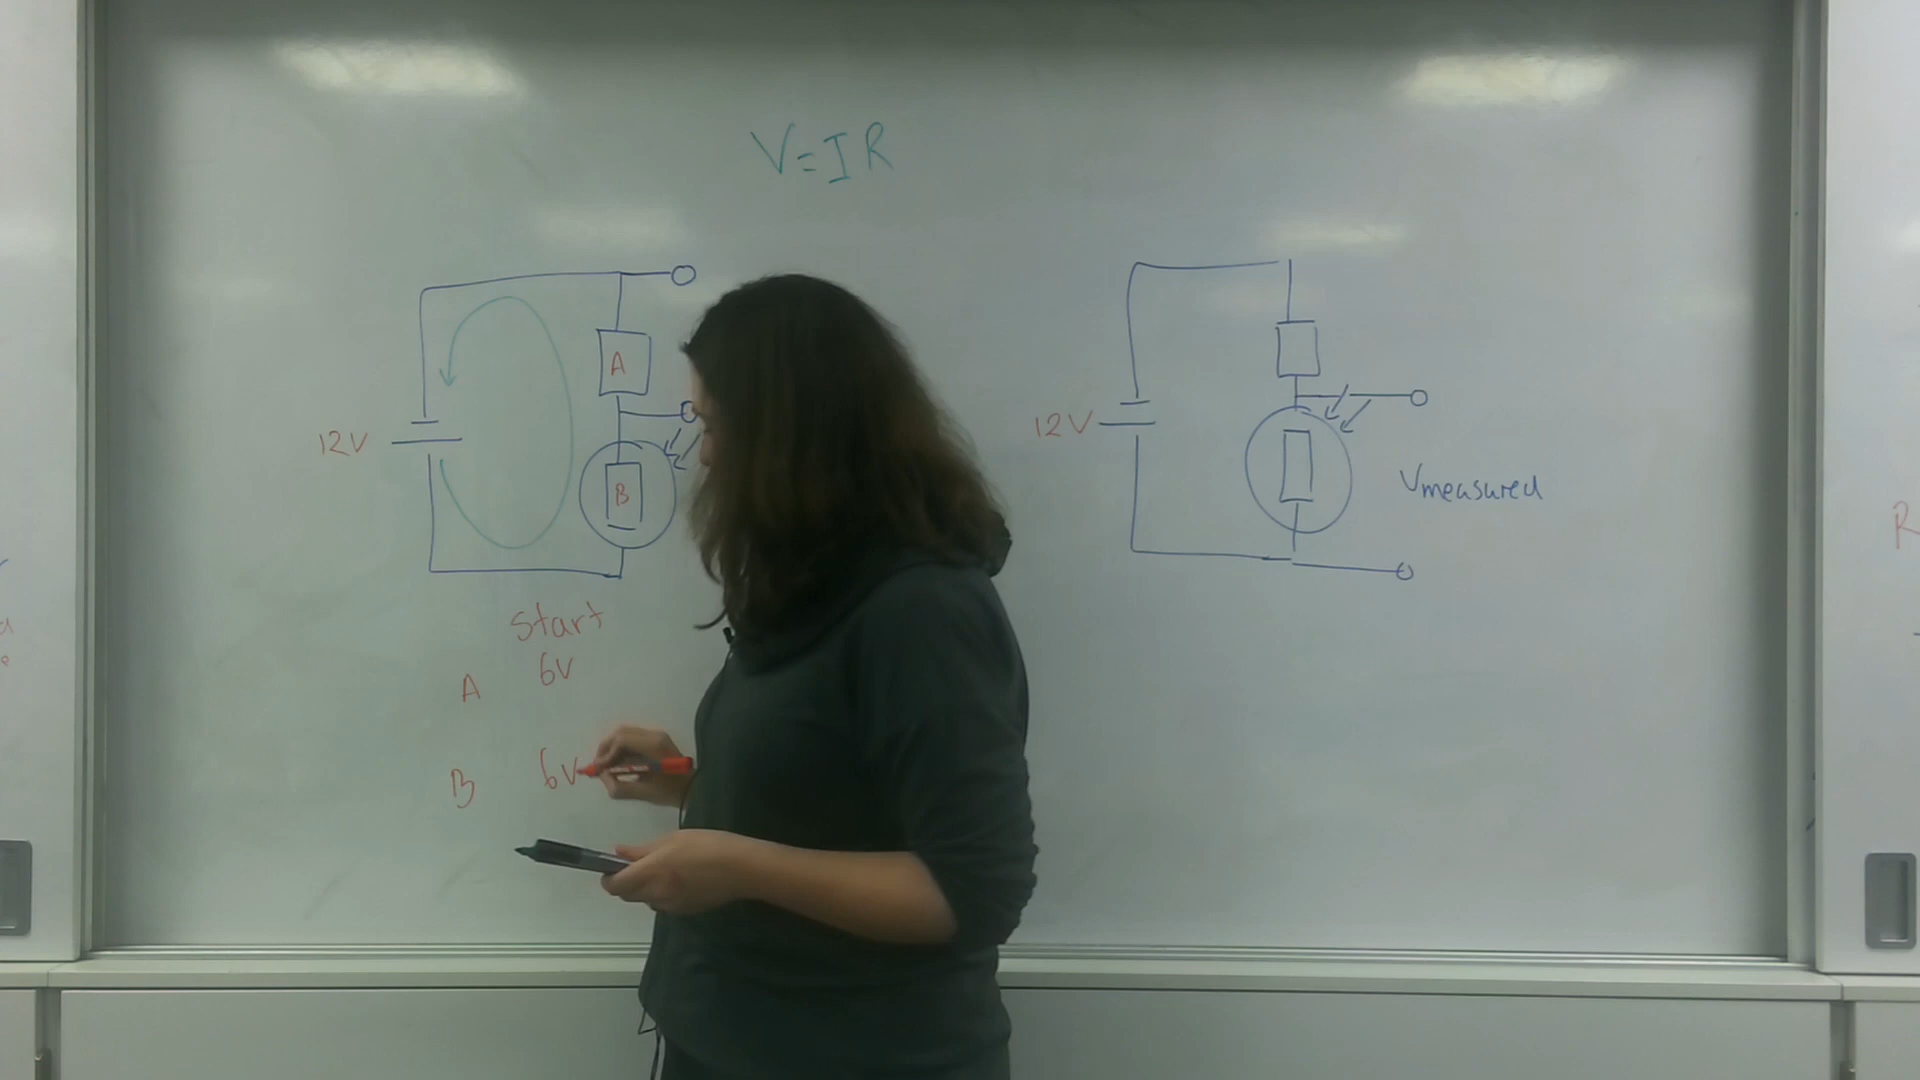 V=IR
12V
A
B
Start
A 6V
B 6V
12V
Vmeasured
R